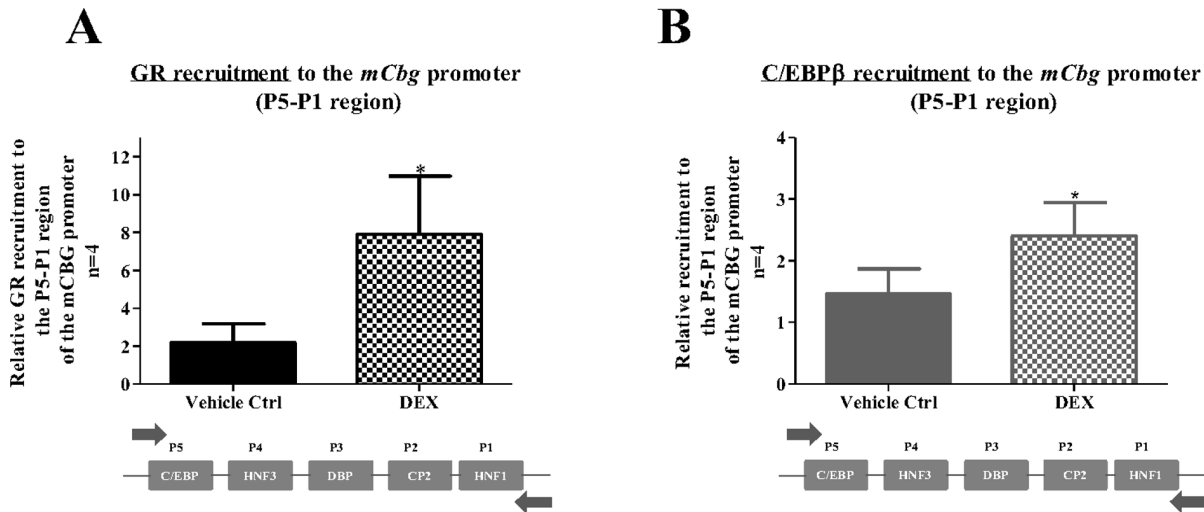 A
GR recruitment to the mCbg promoter
(P5-P1 region)
Relative GR recruitment to
the P5-P1 region
of the mCBG promoter
n=4
12
10
8
6
4
2
0
*
Vehicle Ctrl DEX
P5 P4 P3 P2 P1
C/EBP HNF3 DBP CP2 HNF1
B
C/EBPβ recruitment to the mCbg promoter
(P5-P1 region)
Relative recruitment to
the P5-P1 region
of the mCBG promoter
n=4
4
3
2
1
0
*
Vehicle Ctrl DEX
P5 P4 P3 P2 P1
C/EBP HNF3 DBP CP2 HNF1